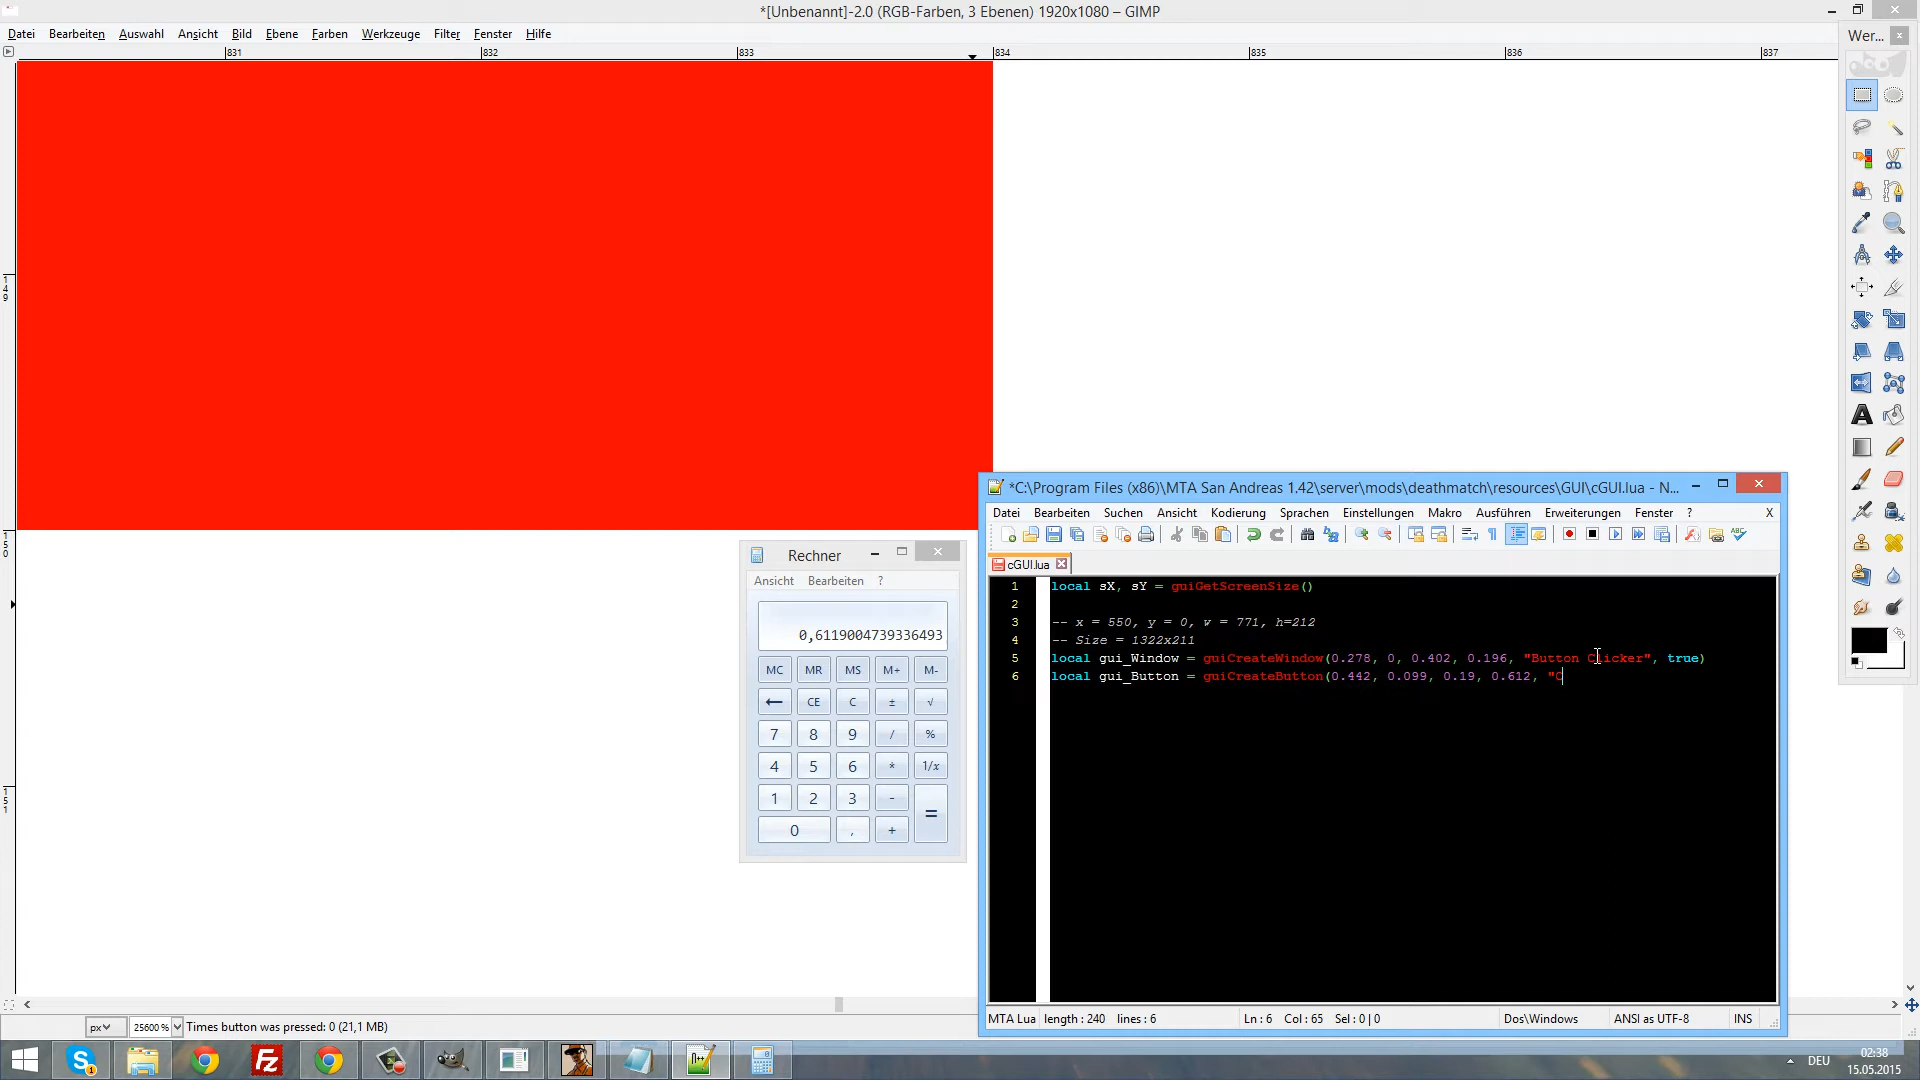 *[Unbenannt]-2.0 (RGB-Farben, 3 Ebenen) 1920x1080 – GIMP
Datei Bearbeiten Auswahl Ansicht Bild Ebene Farben Werkzeuge Filter Fenster Hilfe
Wer...
831 832 833 834 835 836 837
149
150
151
*C:\Program Files (x86)\MTA San Andreas 1.42\server\mods\deathmatch\resources\GUI\cGUI.lua - N...
Datei Bearbeiten Suchen Ansicht Kodierung Sprachen Einstellungen Makro Ausführen Erweiterungen Fenster ? X
cGUI.lua
1 local sX, sY = guiGetScreenSize()
2
3 -- x = 550, y = 0, w = 771, h=212
4 -- Size = 1322x211
5 local gui_Window = guiCreateWindow(0.278, 0, 0.402, 0.196, "Button Clicker", true)
6 local gui_Button = guiCreateButton(0.442, 0.099, 0.19, 0.612, "C
MTA Lua length : 240 lines : 6 Ln : 6 Col : 65 Sel : 0 | 0 Dos\Windows ANSI as UTF-8 INS
Rechner
Ansicht Bearbeiten ?
0,6119004739336493
MC MR MS M+ M-
← CE C ± √
7 8 9 / %
4 5 6 * 1/x
1 2 3 - =
0 , +
px 25600 % Times button was pressed: 0 (21,1 MB)
DEU
02:38
15.05.2015